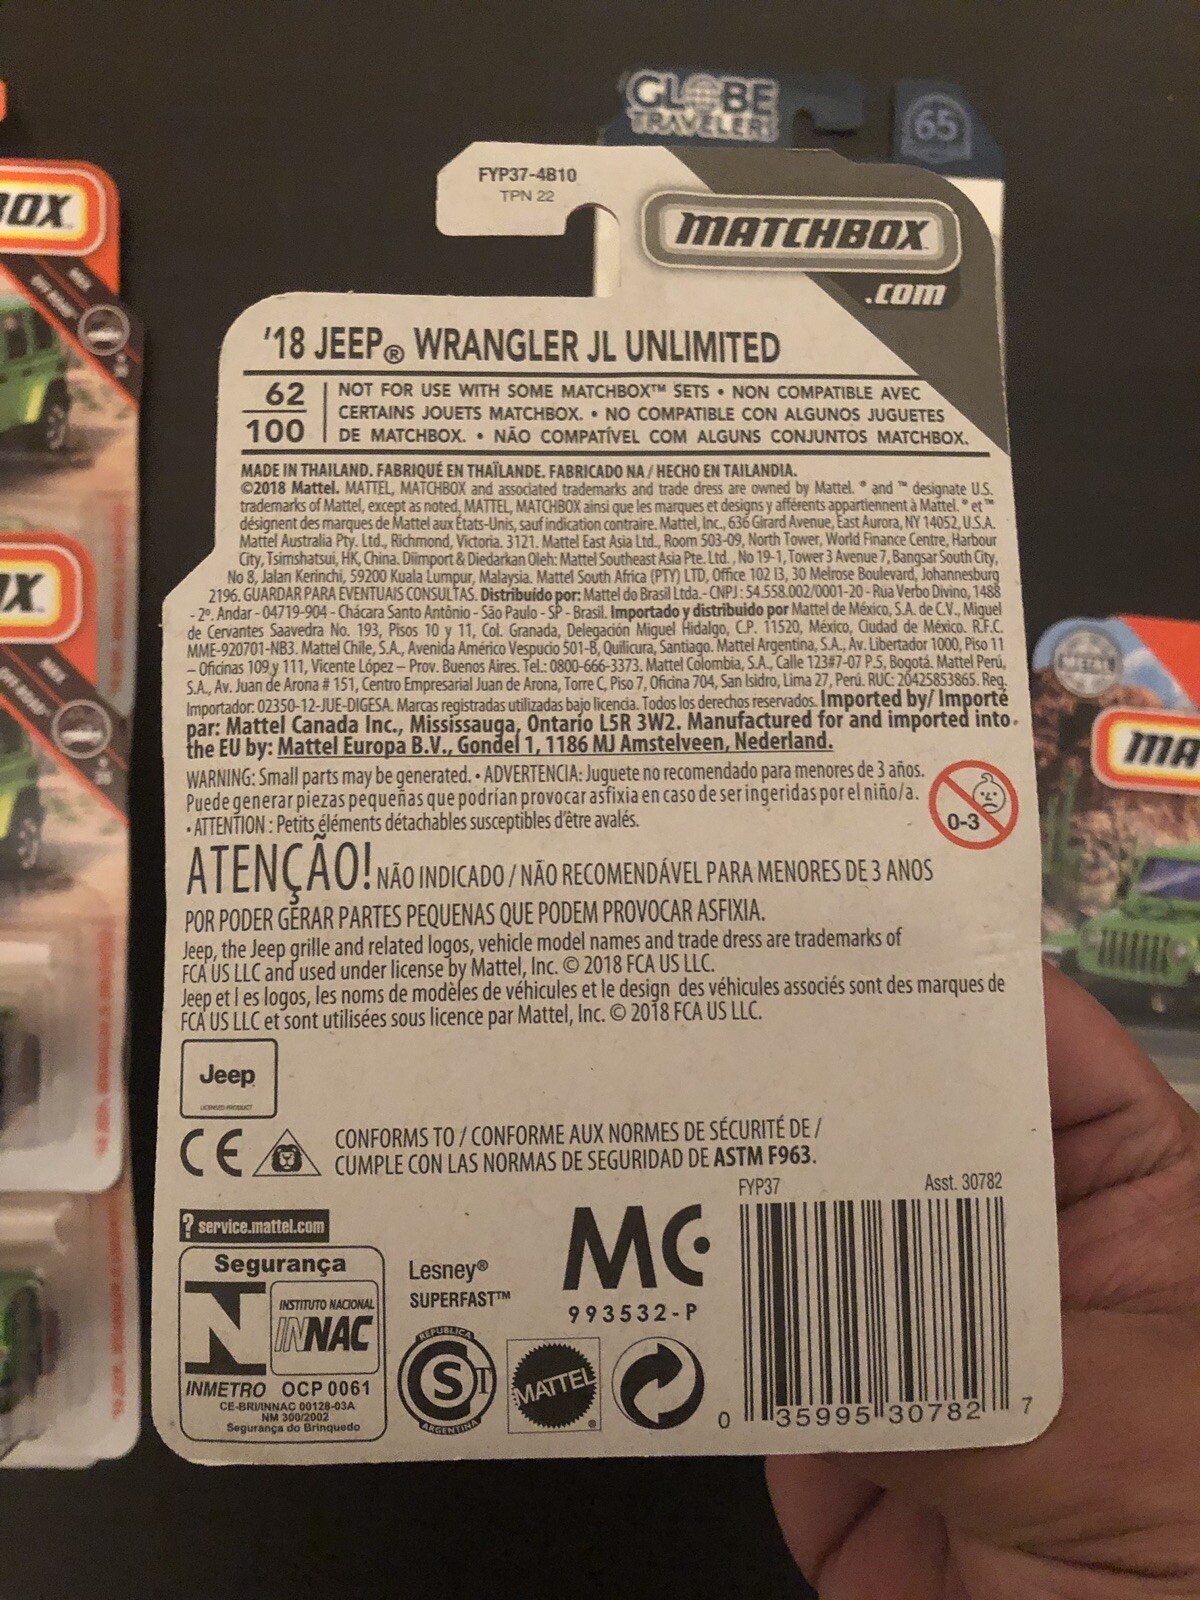 GLOBE
TRAVELERS
65
FYP37-4B10
TPN 22
MATCHBOX
.com
'18 JEEP® WRANGLER JL UNLIMITED
62
100
NOT FOR USE WITH SOME MATCHBOX™ SETS • NON COMPATIBLE AVEC
CERTAINS JOUETS MATCHBOX. • NO COMPATIBLE CON ALGUNOS JUGUETES
DE MATCHBOX. • NÃO COMPATÍVEL COM ALGUNS CONJUNTOS MATCHBOX.
MADE IN THAILAND. FABRIQUÉ EN THAÏLANDE. FABRICADO NA / HECHO EN TAILANDIA.
©2018 Mattel. MATTEL, MATCHBOX and associated trademarks and trade dress are owned by Mattel. ® and ™ designate U.S.
trademarks of Mattel, except as noted. MATTEL, MATCHBOX ainsi que les marques et designs y afférents appartiennent à Mattel. ® et ™
désignent des marques de Mattel aux États-Unis, sauf indication contraire. Mattel, Inc., 636 Girard Avenue, East Aurora, NY 14052, U.S.A.
Mattel Australia Pty. Ltd., Richmond, Victoria. 3121. Mattel East Asia Ltd., Room 503-09, North Tower, World Finance Centre, Harbour
City, Tsimshatsui, HK, China. Diimport & Diedarkan Oleh: Mattel Southeast Asia Pte. Ltd. , No 19-1, Tower 3 Avenue 7, Bangsar South City,
No 8, Jalan Kerinchi, 59200 Kuala Lumpur, Malaysia. Mattel South Africa (PTY) LTD, Office 102 I3, 30 Melrose Boulevard, Johannesburg
2196. GUARDAR PARA EVENTUAIS CONSULTAS. Distribuído por: Mattel do Brasil Ltda.- CNPJ : 54.558.002/0001-20 - Rua Verbo Divino, 1488
- 2º. Andar - 04719-904 - Chácara Santo Antônio - São Paulo - SP - Brasil. Importado y distribuido por Mattel de México, S.A. de C.V., Miguel
de Cervantes Saavedra No. 193, Pisos 10 y 11, Col. Granada, Delegación Miguel Hidalgo, C.P. 11520, México, Ciudad de México. R.F.C.
MME-920701-NB3. Mattel Chile, S.A., Avenida Américo Vespucio 501-B, Quilicura, Santiago. Mattel Argentina, S.A., Av. Libertador 1000, Piso 11
– Oficinas 109 y 111, Vicente López – Prov. Buenos Aires. Tel.: 0800-666-3373. Mattel Colombia, S.A., Calle 123#7-07 P.5, Bogotá. Mattel Perú,
S.A., Av. Juan de Arona # 151, Centro Empresarial Juan de Arona, Torre C, Piso 7, Oficina 704, San Isidro, Lima 27, Perú. RUC: 20425853865. Reg.
Importador: 02350-12-JUE-DIGESA. Marcas registradas utilizadas bajo licencia. Todos los derechos reservados. Imported by/ Importé
par: Mattel Canada Inc., Mississauga, Ontario L5R 3W2. Manufactured for and imported into
the EU by: Mattel Europa B.V., Gondel 1, 1186 MJ Amstelveen, Nederland.
WARNING: Small parts may be generated. • ADVERTENCIA: Juguete no recomendado para menores de 3 años.
Puede generar piezas pequeñas que podrían provocar asfixia en caso de ser ingeridas por el niño/a.
• ATTENTION : Petits éléments détachables susceptibles d'être avalés.
0-3
ATENÇÃO! NÃO INDICADO / NÃO RECOMENDÁVEL PARA MENORES DE 3 ANOS
POR PODER GERAR PARTES PEQUENAS QUE PODEM PROVOCAR ASFIXIA.
Jeep, the Jeep grille and related logos, vehicle model names and trade dress are trademarks of
FCA US LLC and used under license by Mattel, Inc. © 2018 FCA US LLC.
Jeep et l es logos, les noms de modèles de véhicules et le design des véhicules associés sont des marques de
FCA US LLC et sont utilisées sous licence par Mattel, Inc. © 2018 FCA US LLC.
Jeep
LICENSED PRODUCT
CE
CONFORMS TO / CONFORME AUX NORMES DE SÉCURITÉ DE /
CUMPLE CON LAS NORMAS DE SEGURIDAD DE ASTM F963.
FYP37 Asst. 30782
? service.mattel.com
Segurança
INSTITUTO NACIONAL
INNAC
INMETRO OCP 0061
CE-BRI/INNAC 00128-03A
NM 300/2002
Segurança do Brinquedo
Lesney®
SUPERFAST™
MC
993532-P
REPUBLICA
S T
ARGENTINA
MATTEL®
0 35995 30782 7
BOX
OFF-ROAD
X
METAL
MA